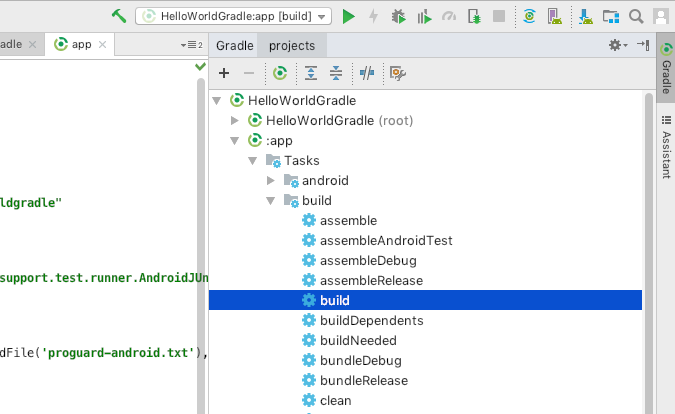 HelloWorldGradle:app [build]
adle
app
2
Gradle projects
HelloWorldGradle
HelloWorldGradle (root)
:app
Tasks
android
build
assemble
assembleAndroidTest
assembleDebug
assembleRelease
build
buildDependents
buildNeeded
bundleDebug
bundleRelease
clean
ldgradle"
support.test.runner.AndroidJUn
dFile('proguard-android.txt'),
Gradle
Assistant